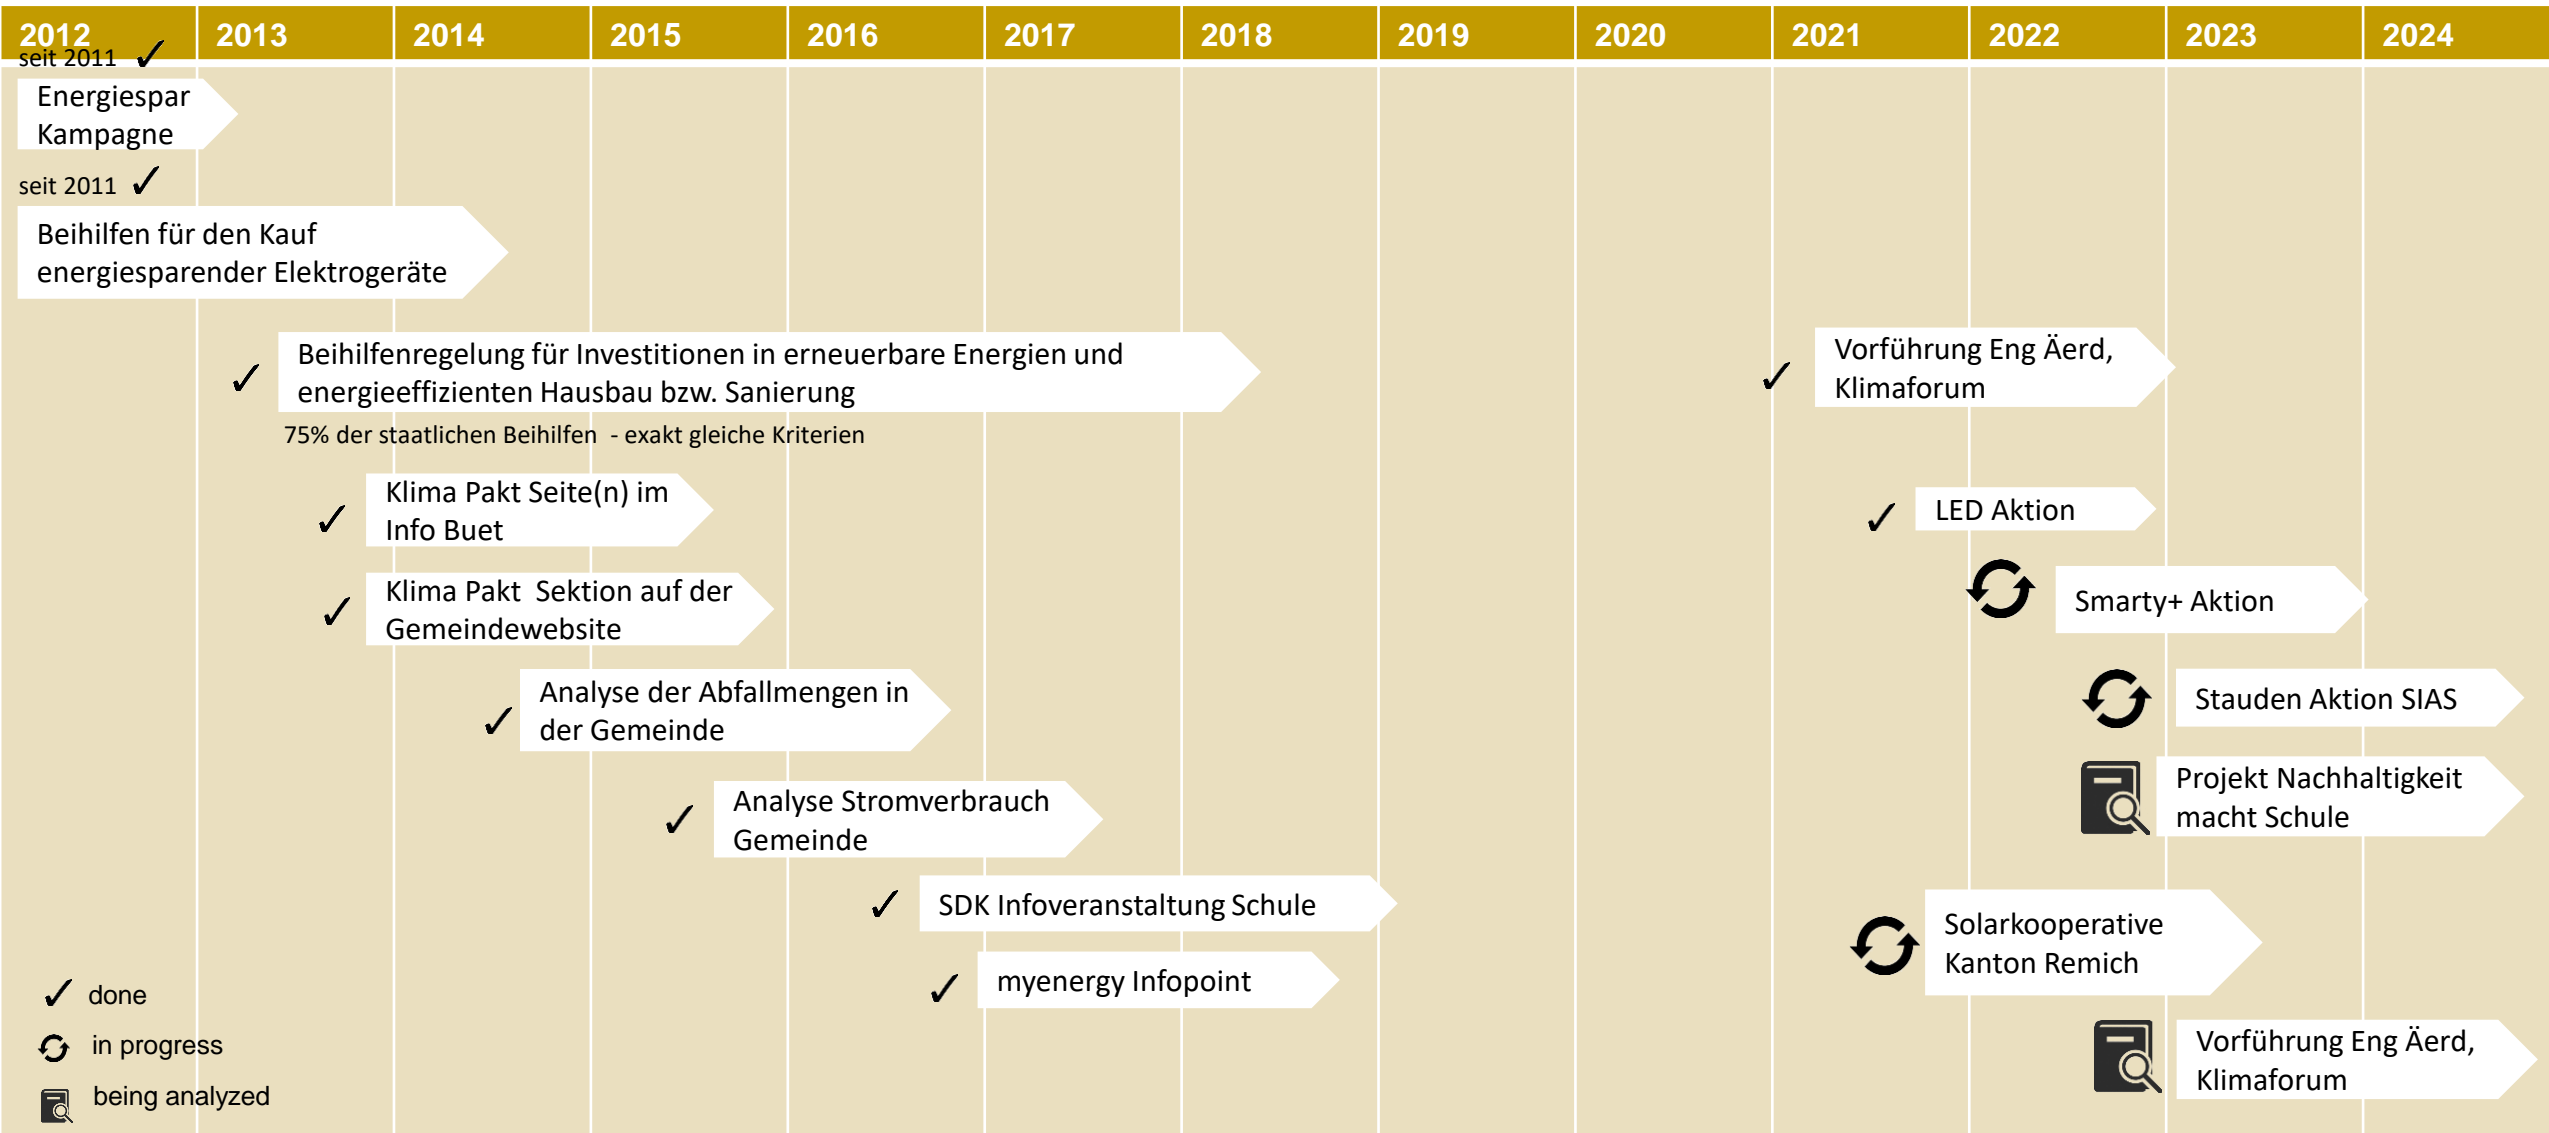 2012 2013 2014 2015 2016 2017 2018 2019 2020 2021 2022 2023 2024
seit 2011
Energiespar
Kampagne
seit 2011
Beihilfen für den Kauf
energiesparender Elektrogeräte
Beihilfenregelung für Investitionen in erneuerbare Energien und
energieeffizienten Hausbau bzw. Sanierung
75% der staatlichen Beihilfen - exakt gleiche Kriterien
Vorführung Eng Äerd,
Klimaforum
Klima Pakt Seite(n) im
Info Buet
LED Aktion
Klima Pakt Sektion auf der
Gemeindewebsite
Smarty+ Aktion
Analyse der Abfallmengen in
der Gemeinde
Stauden Aktion SIAS
Analyse Stromverbrauch
Gemeinde
Projekt Nachhaltigkeit
macht Schule
SDK Infoveranstaltung Schule
Solarkooperative
Kanton Remich
myenergy Infopoint
Vorführung Eng Äerd,
Klimaforum
done
in progress
being analyzed